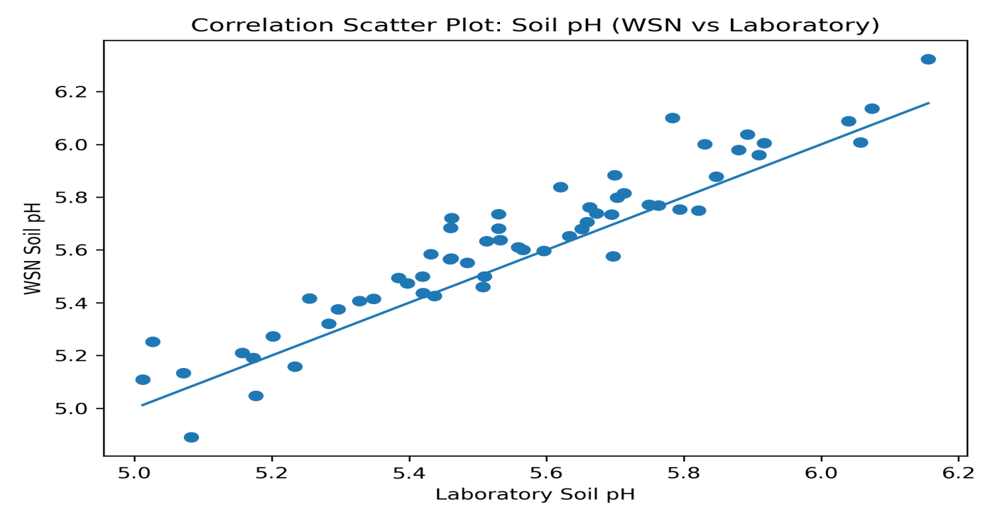 Correlation Scatter Plot: Soil pH (WSN vs Laboratory)
WSN Soil pH
6.2
6.0
5.8
5.6
5.4
5.2
5.0
5.0 5.2 5.4 5.6 5.8 6.0 6.2
Laboratory Soil pH